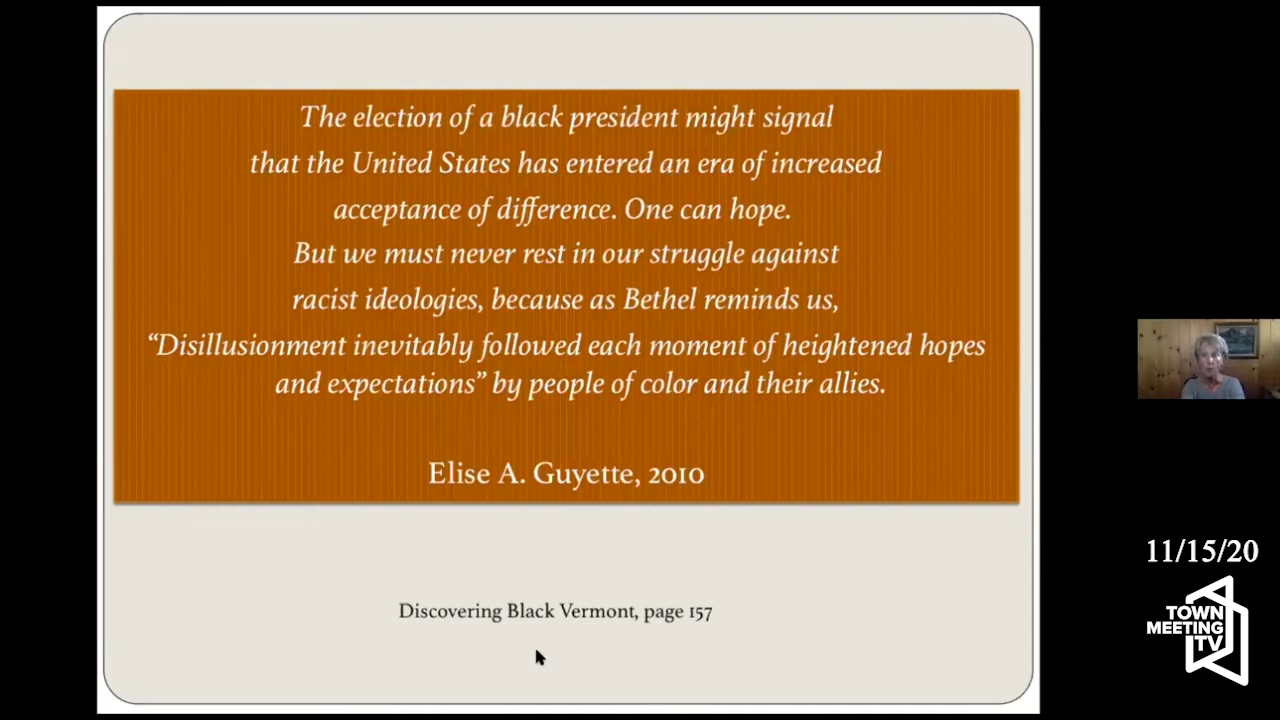 The election of a black president might signal
that the United States has entered an era of increased
acceptance of difference. One can hope.
But we must never rest in our struggle against
racist ideologies, because as Bethel reminds us,
“Disillusionment inevitably followed each moment of heightened hopes
and expectations” by people of color and their allies.
Elise A. Guyette, 2010
Discovering Black Vermont, page 157
11/15/20
TOWN
MEETING
TV